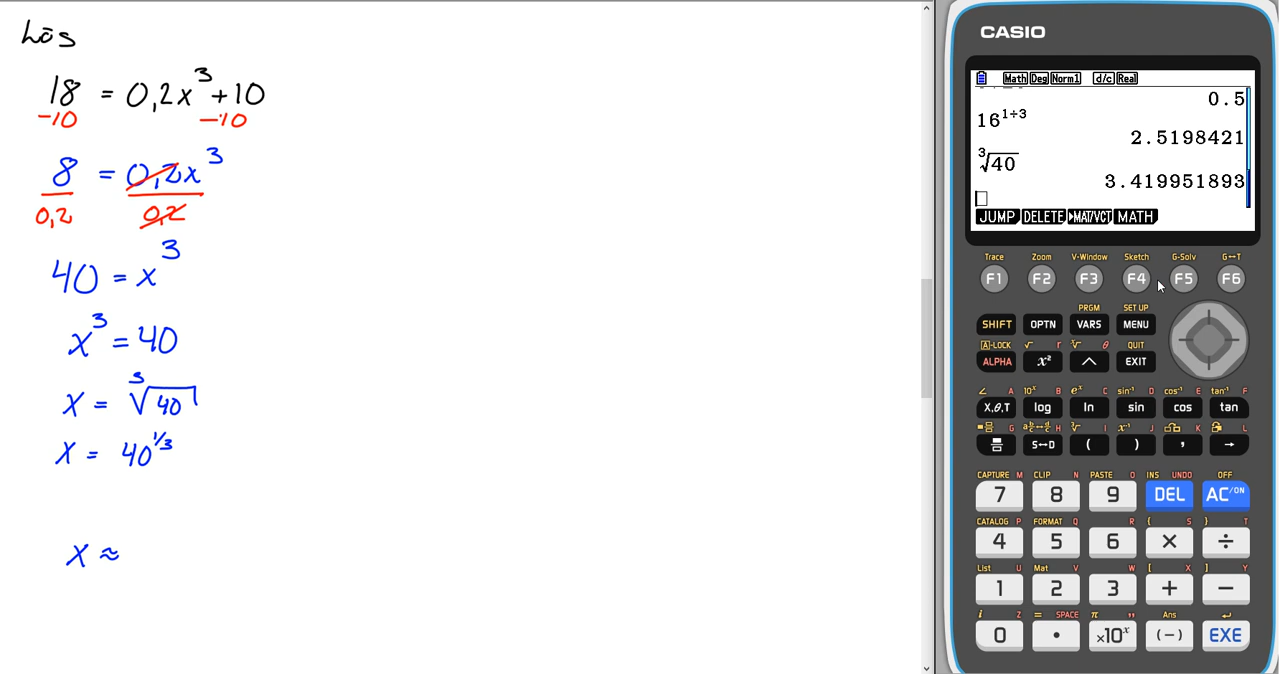 Lös
18 = 0,2x³ + 10
-10 -10
8 = 0,2x³
0,2 0,2
40 = x³
x³ = 40
x = ³√40
x = 40^1/3
x ≈
CASIO
Math Deg Norm1 d/c Real
0.5
16^1÷3
2.5198421
³√40
3.419951893
JUMP DELETE ▶MAT/VCT MATH
Trace Zoom V-Window Sketch G-Solv G↔T
F1 F2 F3 F4 F5 F6
PRGM SET UP
SHIFT OPTN VARS MENU
A-LOCK √ r ˣ√ θ QUIT
ALPHA x² ^ EXIT
∠ A 10ˣ B eˣ C sin⁻¹ D cos⁻¹ E tan⁻¹ F
X,θ,T log ln sin cos tan
G H ³√ I x⁻¹ J K L
S↔D ( ) , →
CAPTURE M CLIP N PASTE O INS UNDO OFF
7 8 9 DEL AC/ON
CATALOG P FORMAT Q R { S } T
4 5 6 × ÷
List U Mat V W [ X ] Y
1 2 3 + −
i Z = SPACE π " Ans ↵
0 • ×10ˣ (−) EXE